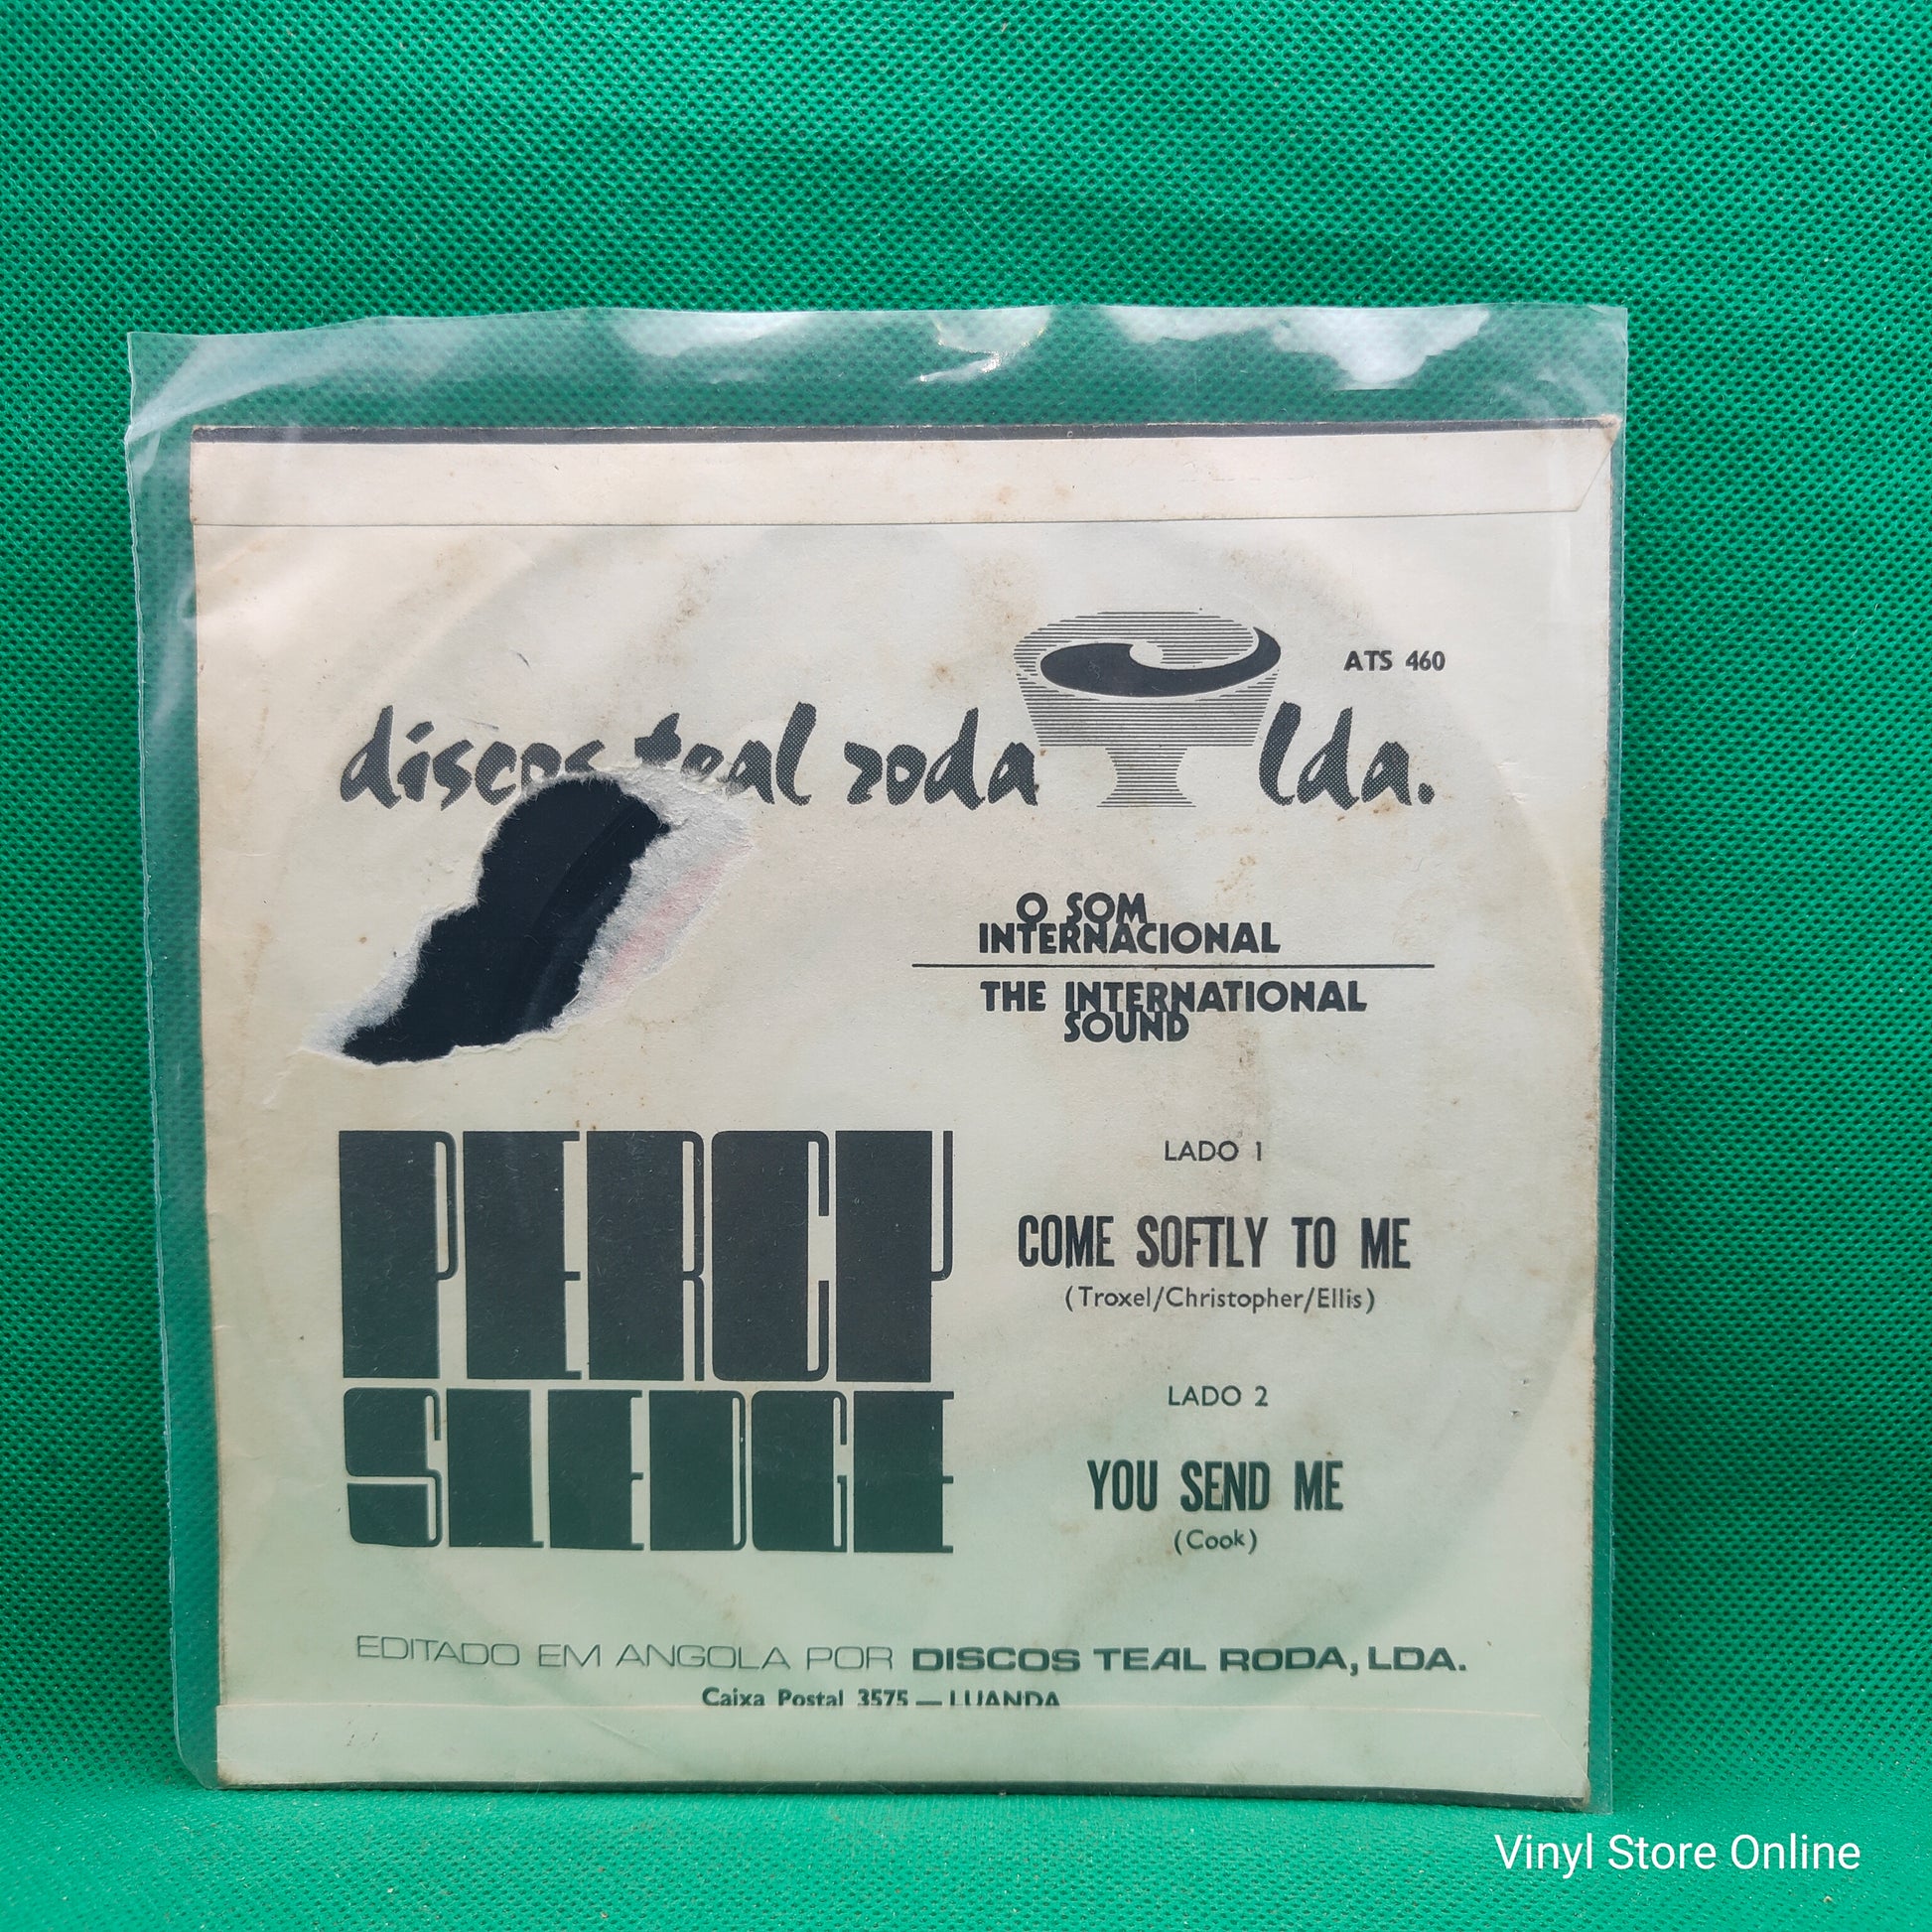 ATS 460
discos teal roda lda.
O SOM
INTERNACIONAL
THE INTERNATIONAL
SOUND
PERCY
SLEDGE
LADO 1
COME SOFTLY TO ME
(Troxel/Christopher/Ellis)
LADO 2
YOU SEND ME
(Cook)
EDITADO EM ANGOLA POR DISCOS TEAL RODA, LDA.
Caixa Postal 3575 — LUANDA
Vinyl Store Online